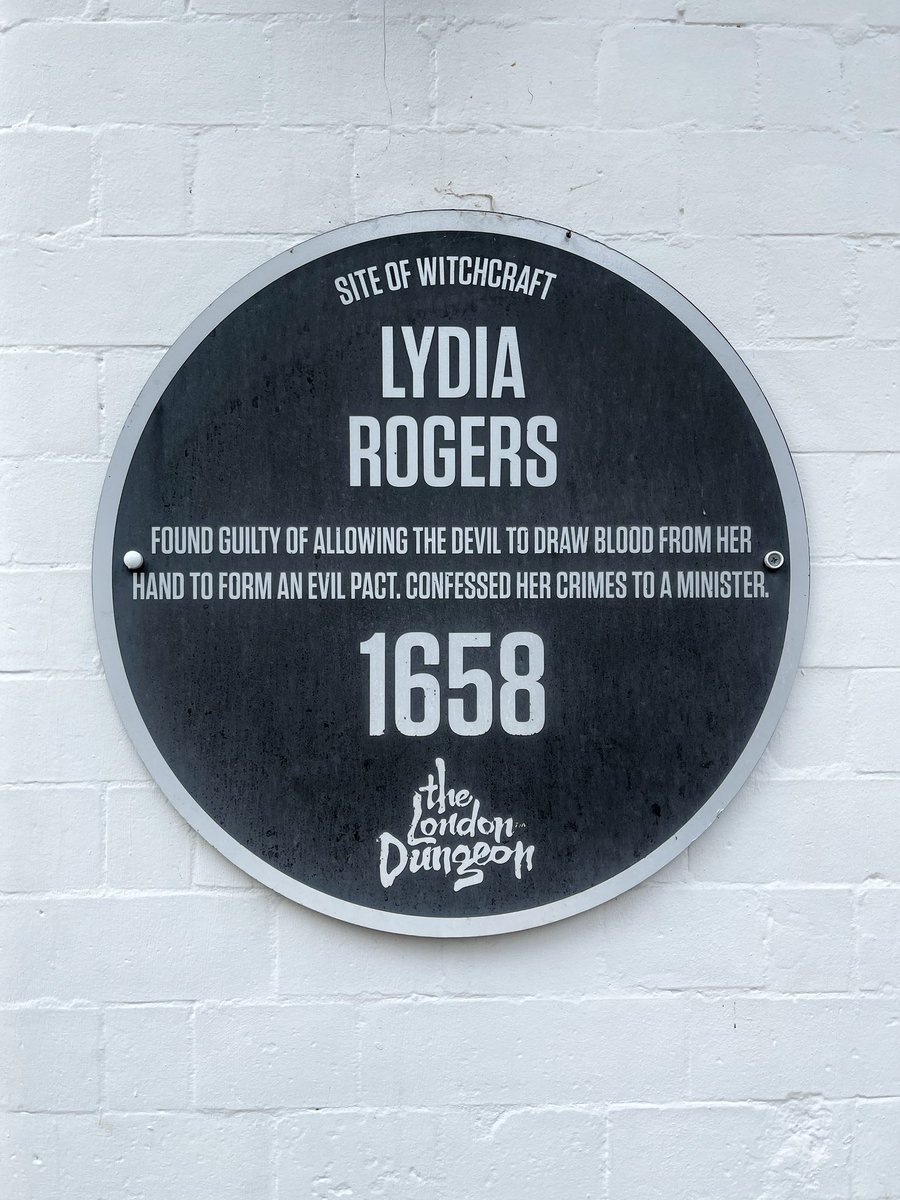 SITE OF WITCHCRAFT
LYDIA
ROGERS
FOUND GUILTY OF ALLOWING THE DEVIL TO DRAW BLOOD FROM HER
HAND TO FORM AN EVIL PACT. CONFESSED HER CRIMES TO A MINISTER.
1658
the
London™
Dungeon